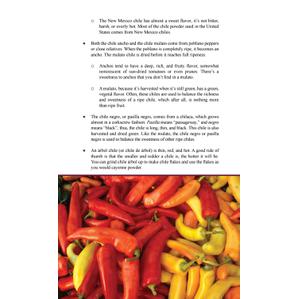 o The New Mexico chile has almost a sweet flavor, it's not bitter,
harsh, or overly hot. Most of the chile powder used in the United
States comes from New Mexico chiles.
• Both the chile ancho and the chile mulato come from poblano peppers
or close relatives. When the poblano is completely ripe, it becomes an
ancho. The mulato chile is dried before it reaches full ripeness.
o Anchos tend to have a deep, rich, and fruity flavor, somewhat
reminiscent of sun-dried tomatoes or even prunes. There's a
sweetness to anchos that you don't find in a mulato.
o A mulato, because it's harvested when it's still green, has a green,
vegetal flavor. Often, these chiles are used to balance the richness
and sweetness of a ripe chile, which after all, is nothing more
than ripe fruit.
• The chile negro, or pasilla negro, comes from a chilaca, which grows
almost in a corkscrew fashion. Pasilla means "passageway," and negro
means "black"; thus, the chile is long, thin, and black. This chile is also
harvested and dried green. Like the mulato, the chile negro or pasilla
negro is used to balance the sweetness of other ripe chiles.
• An árbol chile (or chile de árbol) is thin, red, and hot. A good rule of
thumb is that the smaller and redder a chile is, the hotter it will be.
You can grind chile árbol up to make chile flakes and use the flakes as
you would cayenne powder.